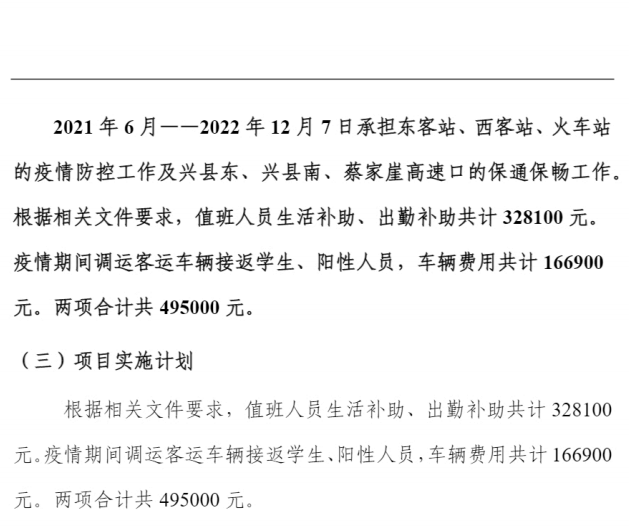 2021 年 6 月——2022 年 12 月 7 日承担东客站、西客站、火车站
的疫情防控工作及兴县东、兴县南、蔡家崖高速口的保通保畅工作。
根据相关文件要求，值班人员生活补助、出勤补助共计 328100 元。
疫情期间调运客运车辆接返学生、阳性人员，车辆费用共计 166900
元。两项合计共 495000 元。
（三）项目实施计划
根据相关文件要求，值班人员生活补助、出勤补助共计 328100
元。疫情期间调运客运车辆接返学生、阳性人员，车辆费用共计 166900
元。两项合计共 495000 元。